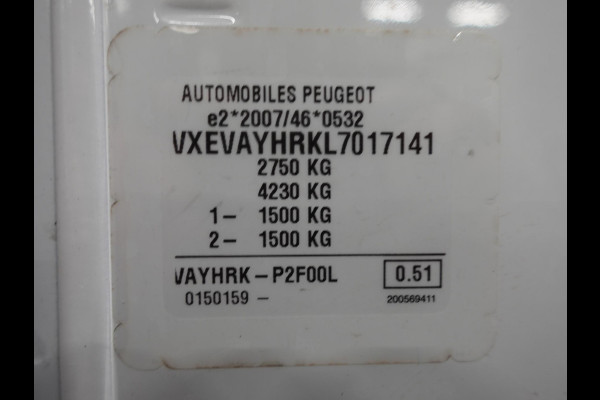 AUTOMOBILES PEUGEOT
e2*2007/46*0532
VXEVAYHRKL7017141
2750 KG
4230 KG
1- 1500 KG
2- 1500 KG
VAYHRK-P2F00L 0.51
0150159 - 200569411